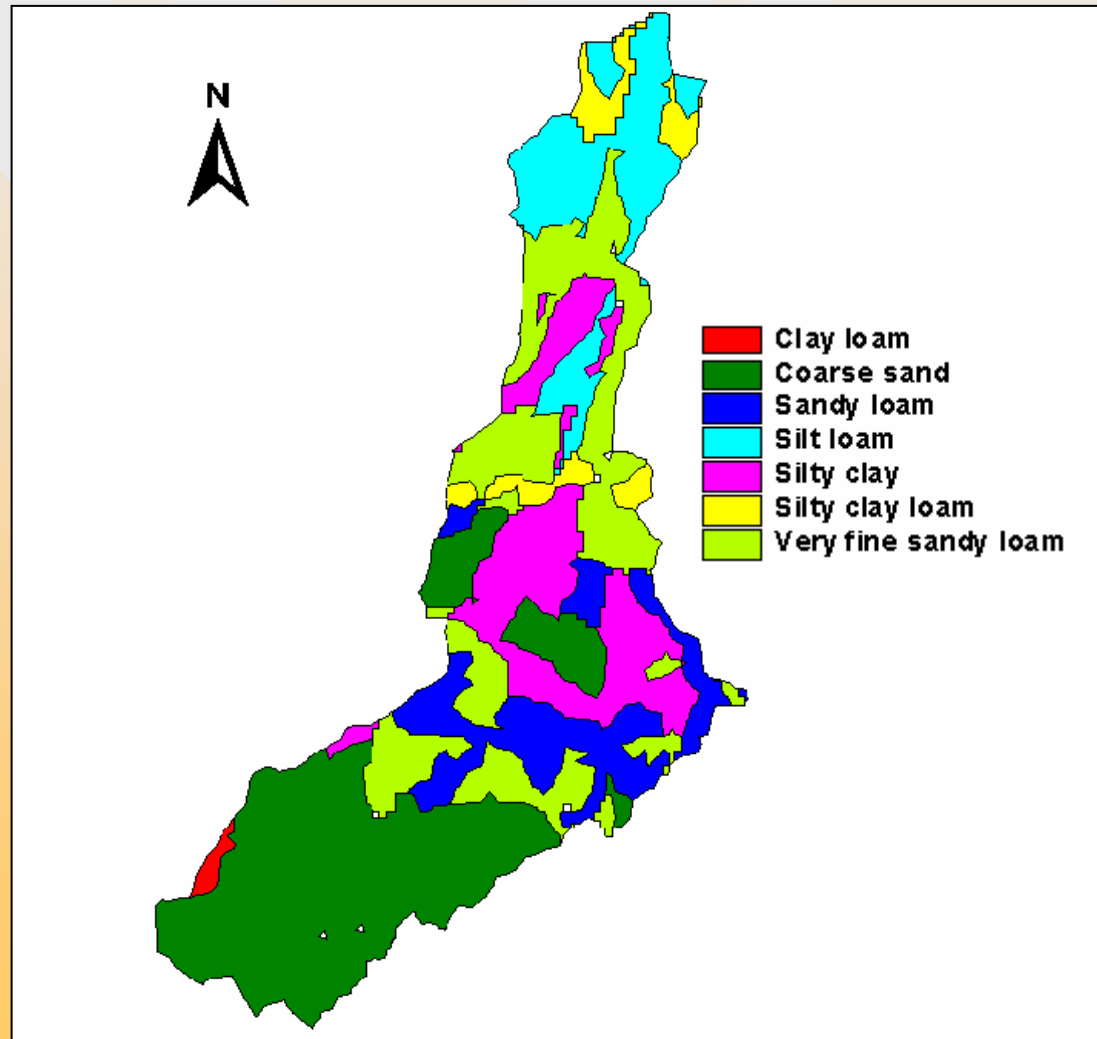 N
Clay loam
Coarse sand
Sandy loam
Silt loam
Silty clay
Silty clay loam
Very fine sandy loam